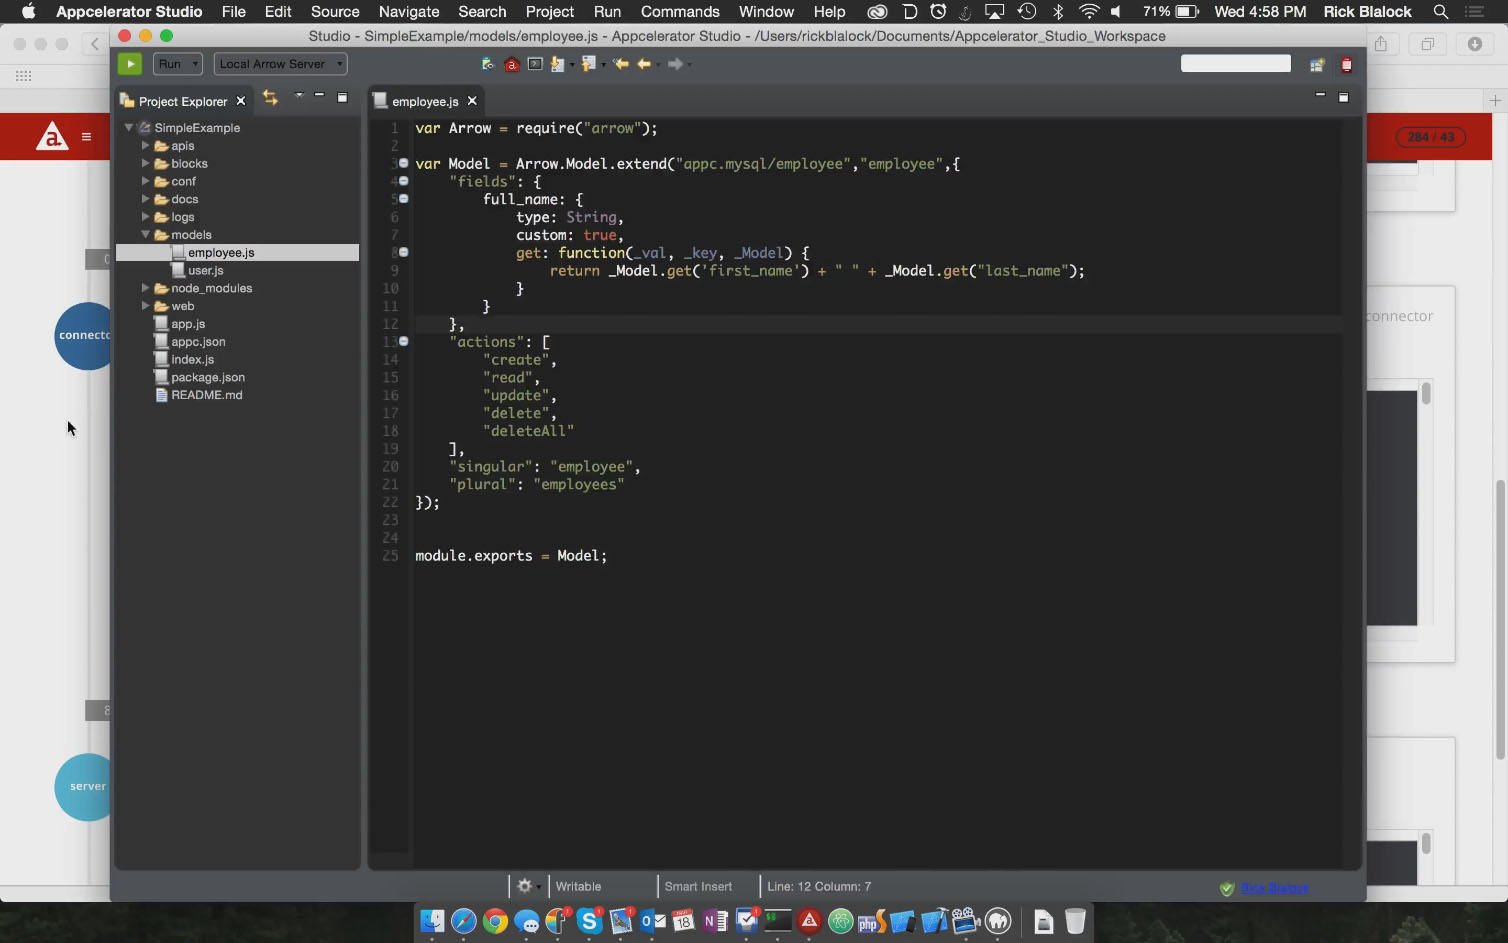 Appcelerator Studio File Edit Source Navigate Search Project Run Commands Window Help 71% Wed 4:58 PM Rick Blalock
Studio - SimpleExample/models/employee.js - Appcelerator Studio - /Users/rickblalock/Documents/Appcelerator_Studio_Workspace
Run Local Arrow Server
Project Explorer
employee.js
284 / 43
SimpleExample
apis
blocks
conf
docs
logs
models
employee.js
user.js
node_modules
web
app.js
appc.json
index.js
package.json
README.md
1 var Arrow = require("arrow");
2
3 var Model = Arrow.Model.extend("appc.mysql/employee","employee",{
4 "fields": {
5 full_name: {
6 type: String,
7 custom: true,
8 get: function(_val, _key, _Model) {
9 return _Model.get('first_name') + " " + _Model.get("last_name");
10 }
11 }
12 },
13 "actions": [
14 "create",
15 "read",
16 "update",
17 "delete",
18 "deleteAll"
19 ],
20 "singular": "employee",
21 "plural": "employees"
22 });
23
24
25 module.exports = Model;
connecto
connector
server
Writable Smart Insert Line: 12 Column: 7
Rick Blalock
18
php